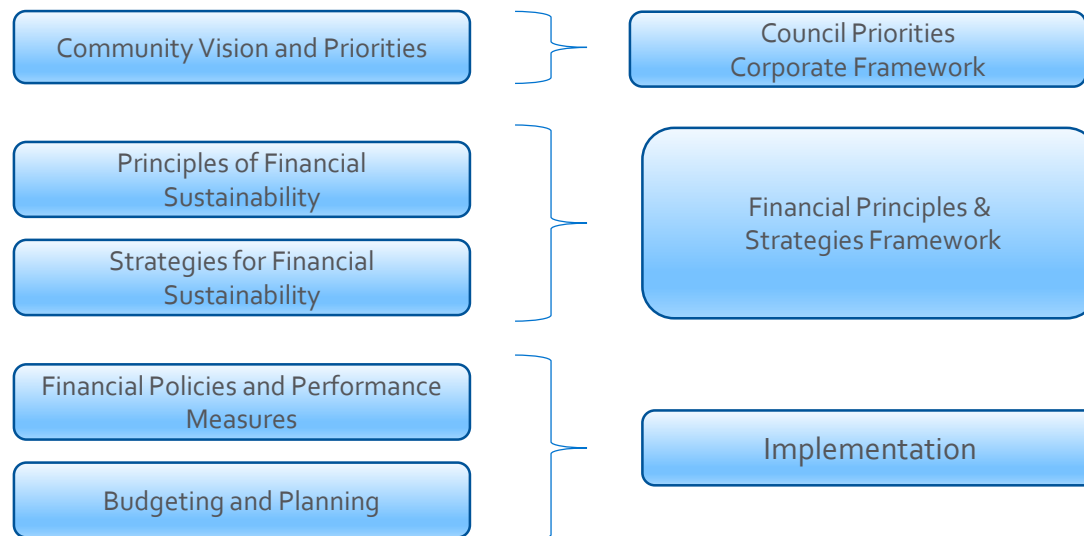 Community Vision and Priorities
Council Priorities
Corporate Framework
Principles of Financial
Sustainability
Strategies for Financial
Sustainability
Financial Principles &
Strategies Framework
Financial Policies and Performance
Measures
Budgeting and Planning
Implementation